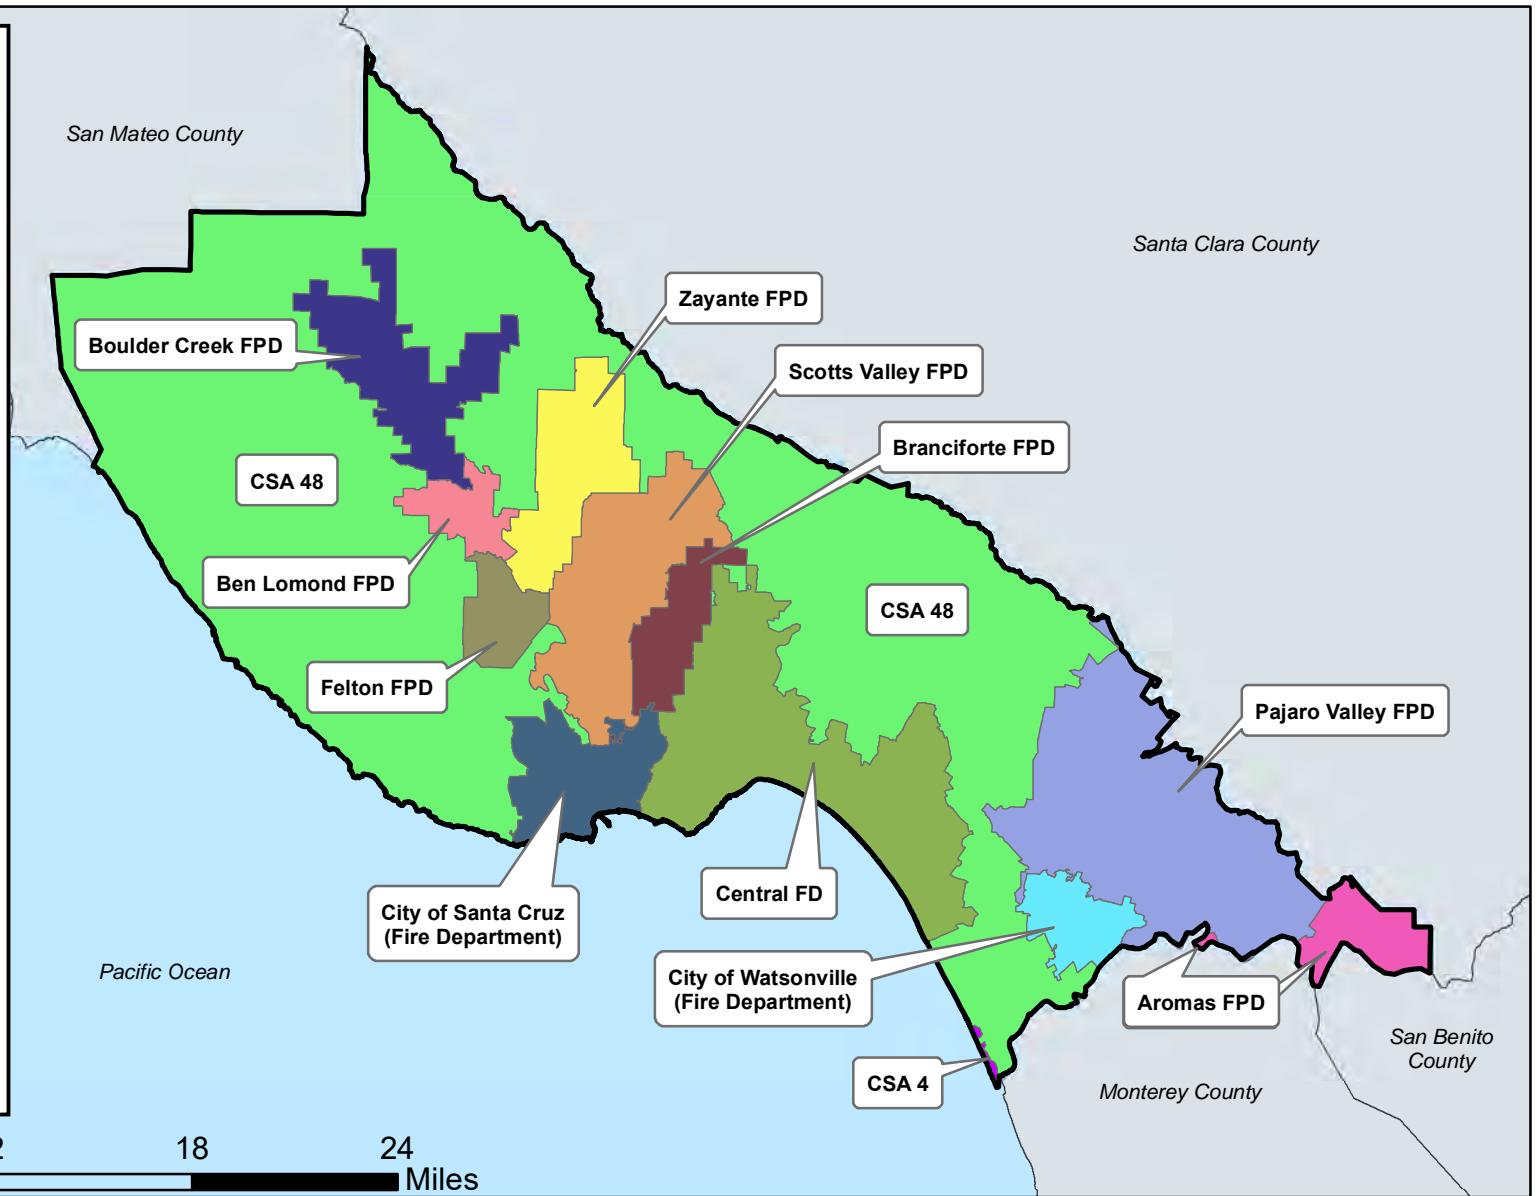 San Mateo County
Santa Clara County
Zayante FPD
Boulder Creek FPD
Scotts Valley FPD
Branciforte FPD
CSA 48
Ben Lomond FPD
CSA 48
Felton FPD
Pajaro Valley FPD
Central FD
City of Santa Cruz
(Fire Department)
Pacific Ocean
City of Watsonville
(Fire Department)
Aromas FPD
San Benito
County
CSA 4
Monterey County
18
24
Miles